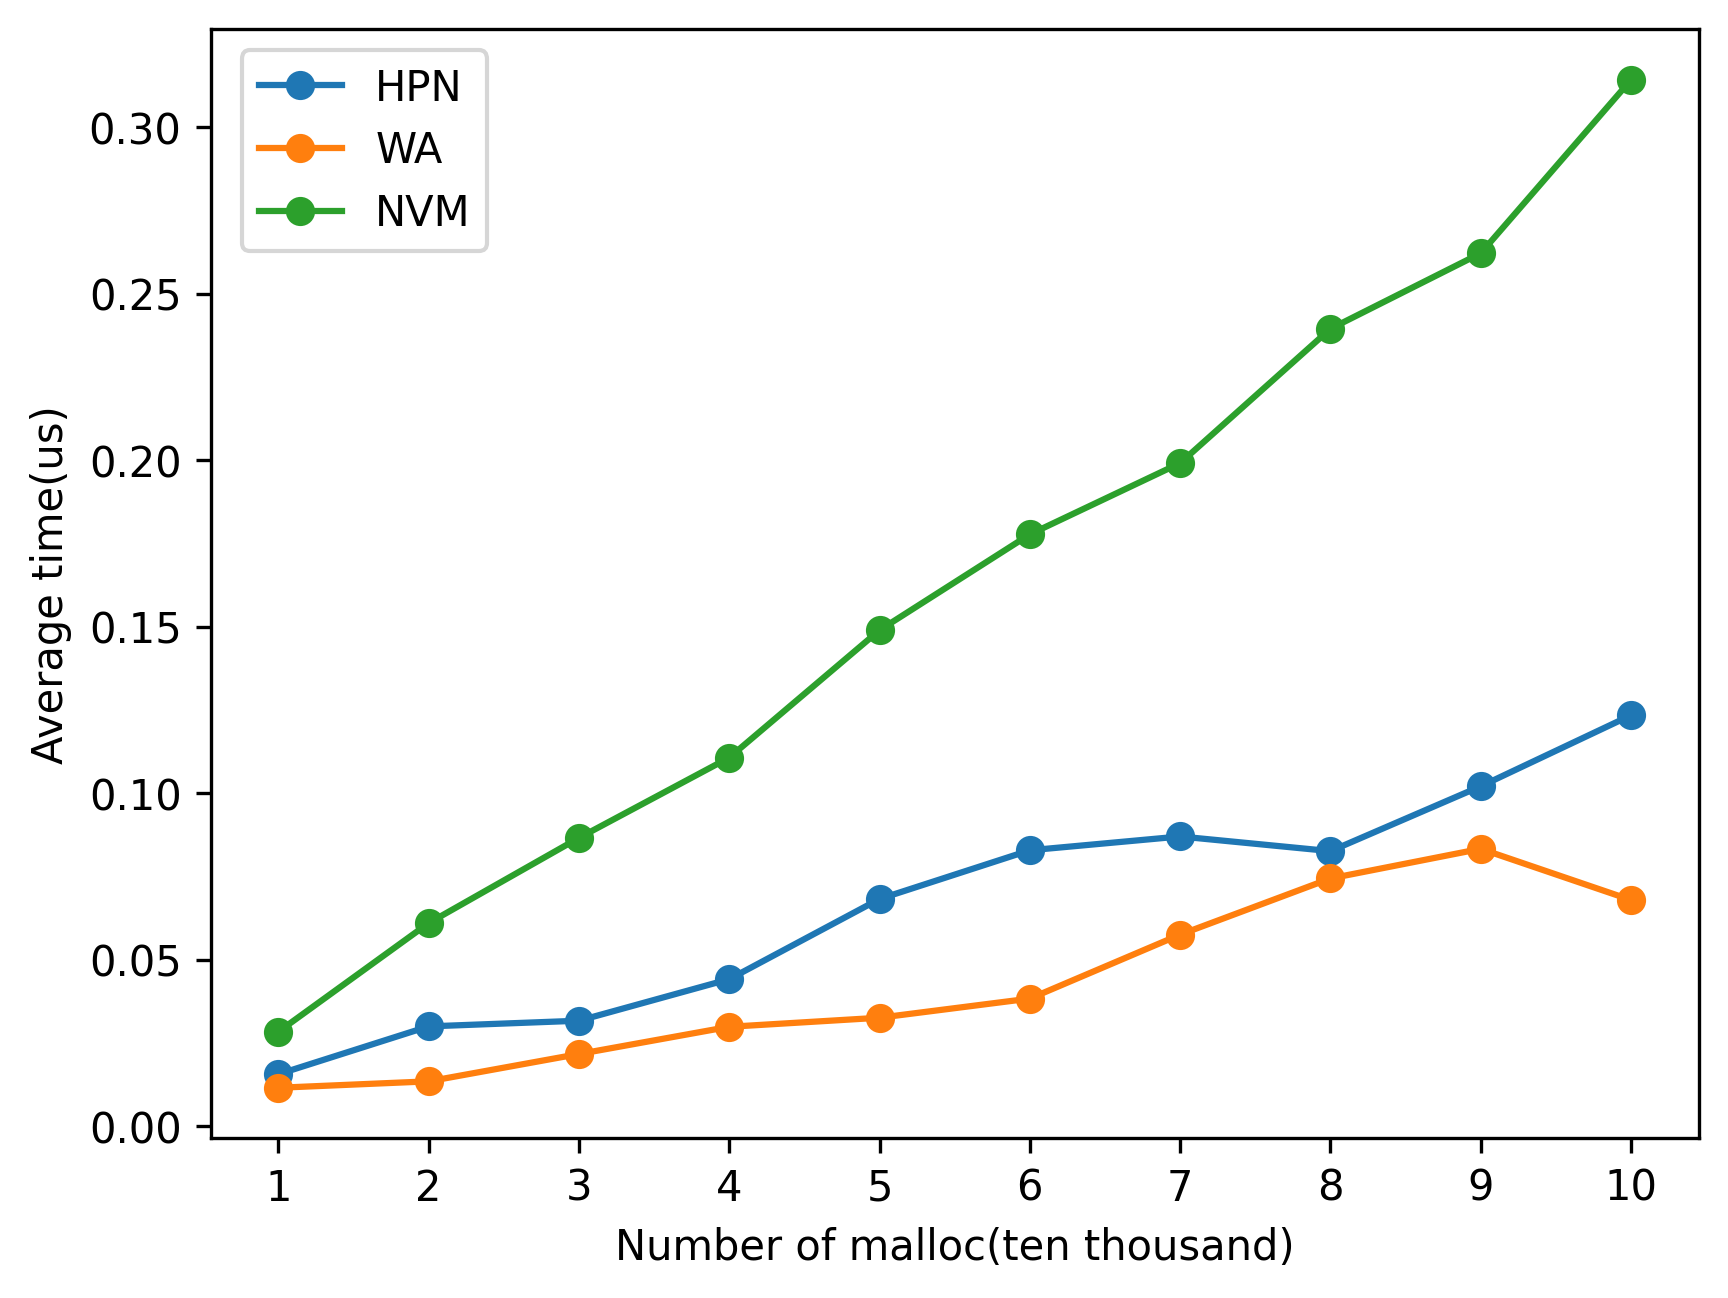 HPN
WA
NVM
0.30
0.25
0.20
0.15
0.10
0.05
0.00
Average time(us)
1 2 3 4 5 6 7 8 9 10
Number of malloc(ten thousand)